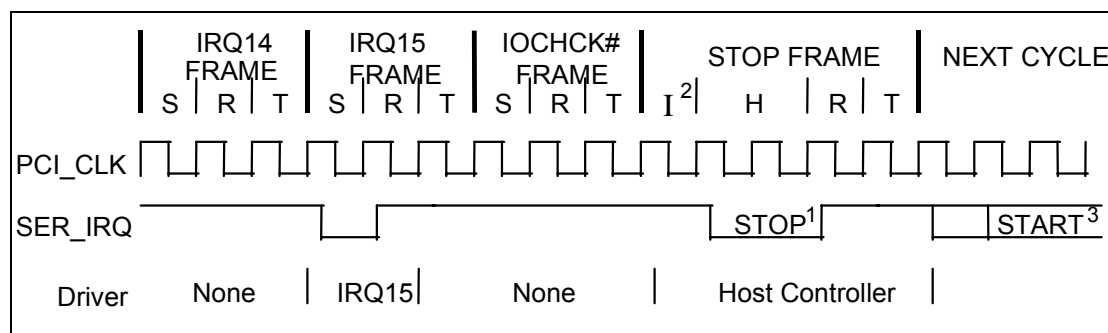 IRQ14 FRAME
IRQ15 FRAME
IOCHCK# FRAME
STOP FRAME
NEXT CYCLE
S R T S R T S R T I2 H R T
PCI_CLK
SER_IRQ STOP1 START3
Driver None IRQ15 None Host Controller